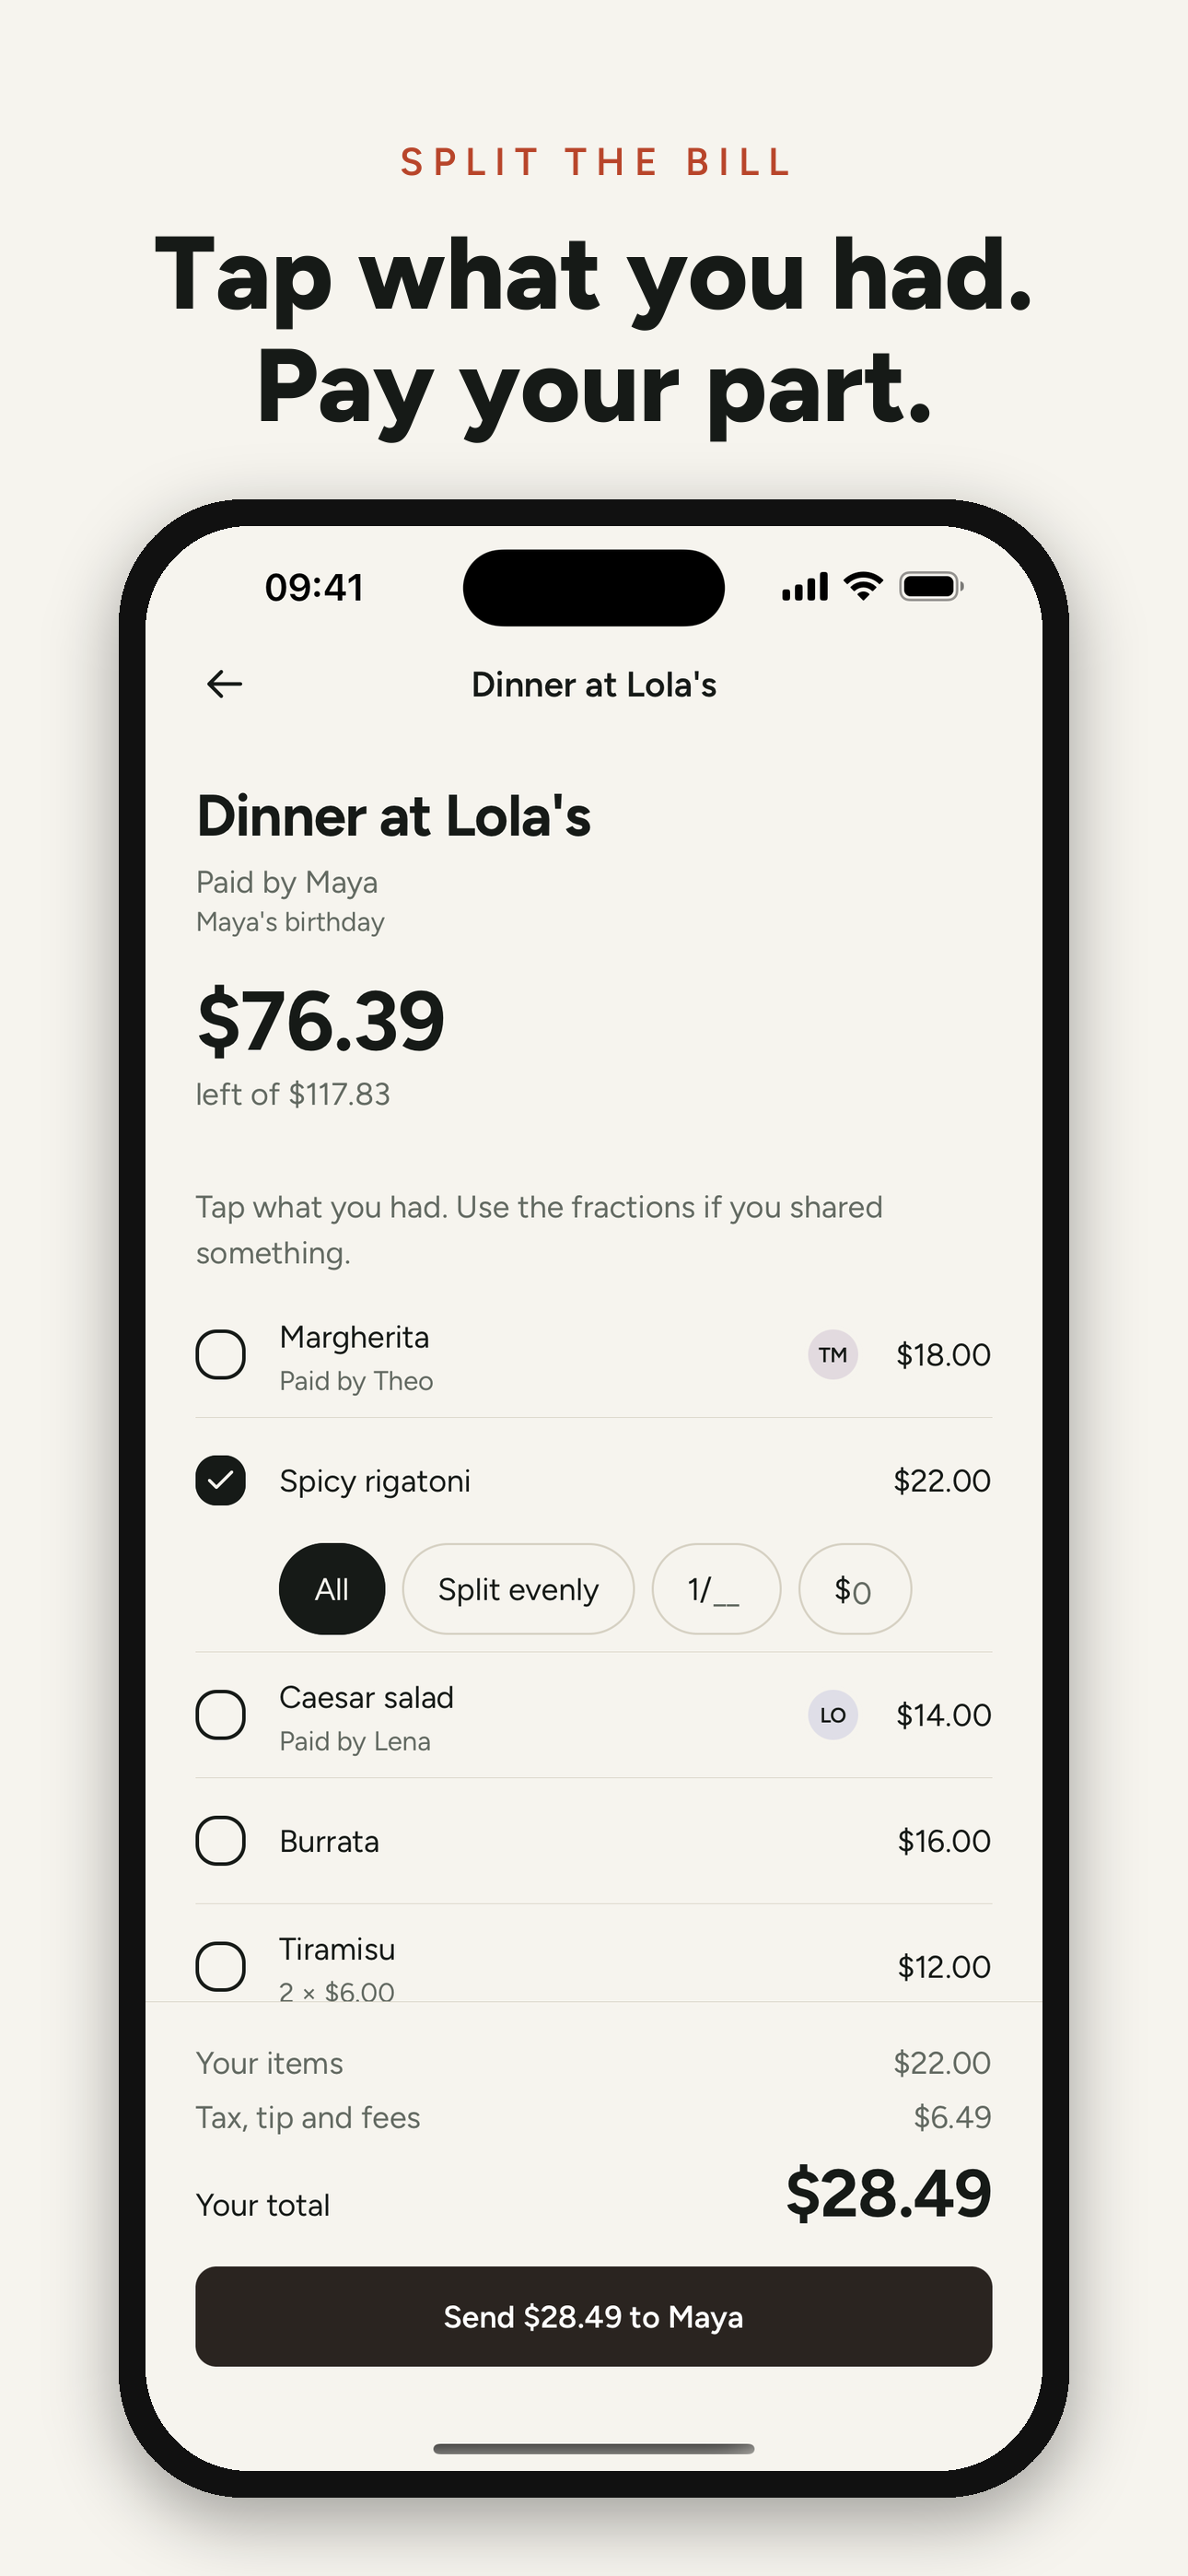 SPLIT THE BILL
Tap what you had.
Pay your part.
09:41
Dinner at Lola's
Dinner at Lola's
Paid by Maya
Maya's birthday
$76.39
left of $117.83
Tap what you had. Use the fractions if you shared
something.
Margherita
Paid by Theo
TM
$18.00
Spicy rigatoni
$22.00
All
Split evenly
1/__
$0
Caesar salad
Paid by Lena
LO
$14.00
Burrata
$16.00
Tiramisu
2 × $6.00
$12.00
Your items
$22.00
Tax, tip and fees
$6.49
Your total
$28.49
Send $28.49 to Maya